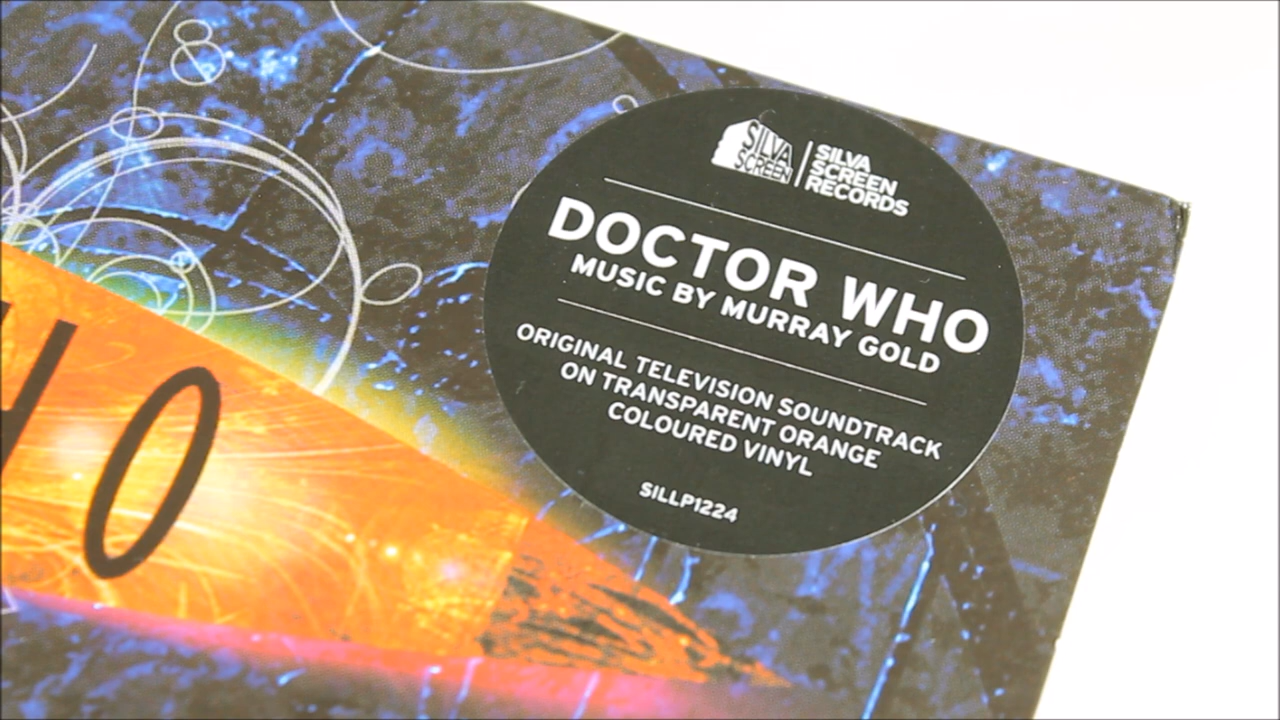 SILVA
SCREEN
SILVA
SCREEN
RECORDS
DOCTOR WHO
MUSIC BY MURRAY GOLD
ORIGINAL TELEVISION SOUNDTRACK
ON TRANSPARENT ORANGE
COLOURED VINYL
SILLP1224
HO